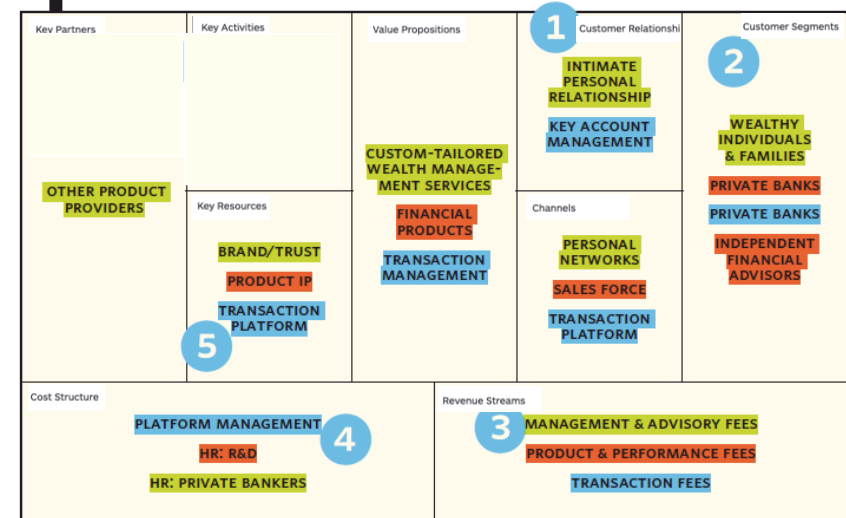 Key Partners
OTHER PRODUCT
PROVIDERS
Key Activities
Key Resources
BRAND/TRUST
PRODUCT IP
TRANSACTION
PLATFORM
5
Value Propositions
CUSTOM-TAILORED
WEALTH MANAGE-
MENT SERVICES
FINANCIAL
PRODUCTS
TRANSACTION
MANAGEMENT
1
Customer Relationshi
INTIMATE
PERSONAL
RELATIONSHIP
KEY ACCOUNT
MANAGEMENT
Channels
PERSONAL
NETWORKS
SALES FORCE
TRANSACTION
PLATFORM
Customer Segments
2
WEALTHY
INDIVIDUALS
& FAMILIES
PRIVATE BANKS
PRIVATE BANKS
INDEPENDENT
FINANCIAL
ADVISORS
Cost Structure
PLATFORM MANAGEMENT
4
HR: R&D
HR: PRIVATE BANKERS
Revenue Streams
3
MANAGEMENT & ADVISORY FEES
PRODUCT & PERFORMANCE FEES
TRANSACTION FEES